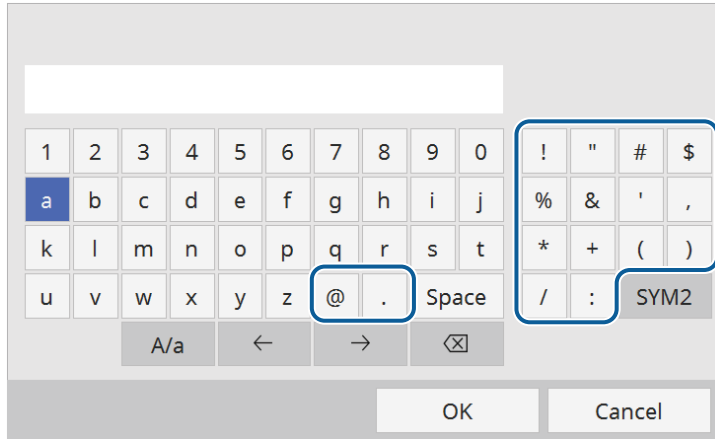 1 2 3 4 5 6 7 8 9 0 ! " # $
a b c d e f g h i j % & ' ,
k l m n o p q r s t * + ( )
u v w x y z @ . Space / : SYM2
A/a ← → ⌫
OK Cancel